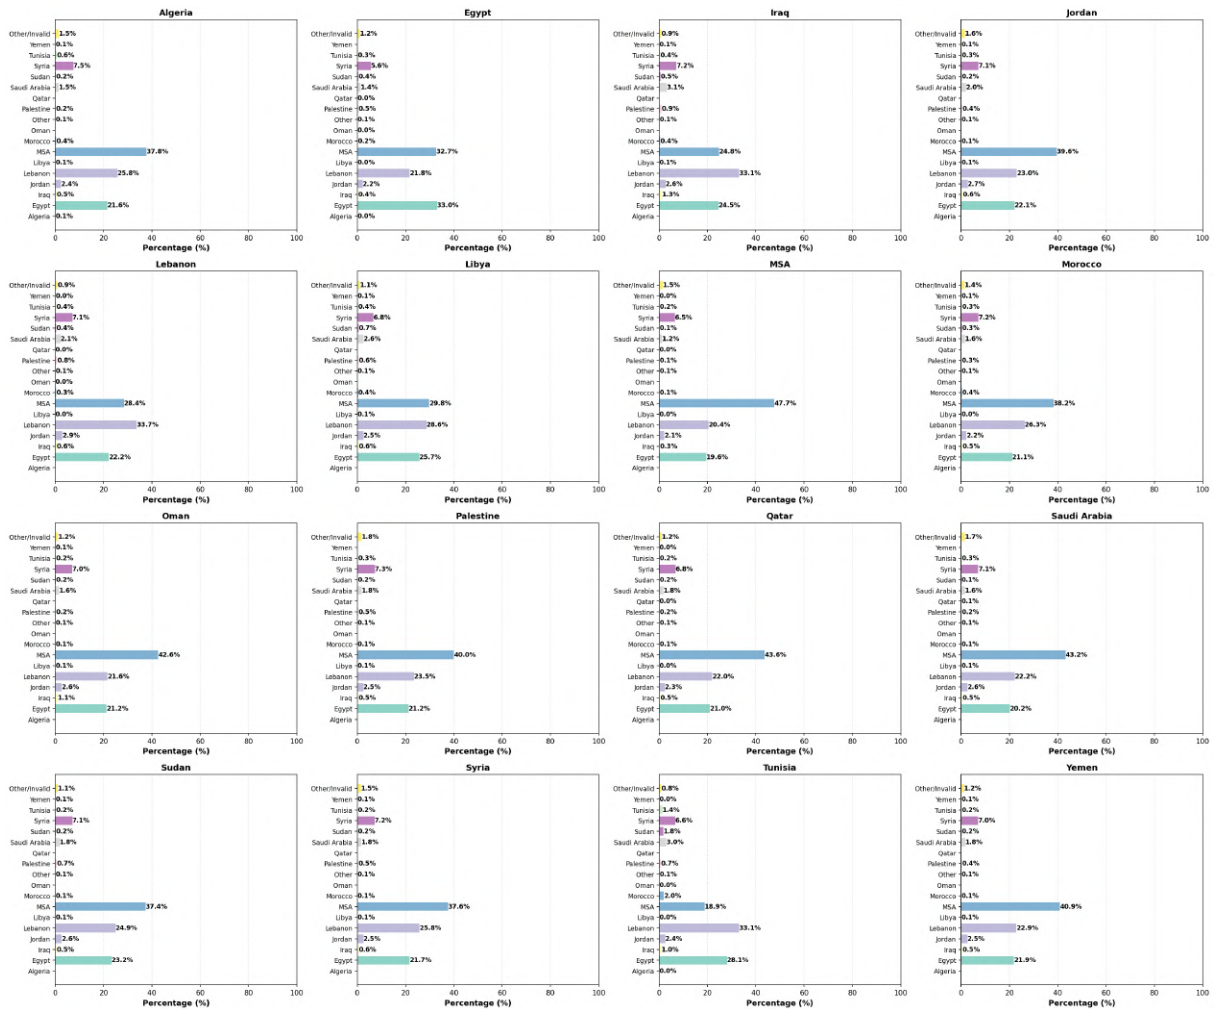 Algeria
Other/Invalid 1.5%
Yemen 0.1%
Tunisia 0.6%
Syria 7.5%
Sudan 0.2%
Saudi Arabia 1.5%
Qatar
Palestine 0.2%
Other 0.1%
Oman
Morocco 0.4%
MSA 37.8%
Libya 0.1%
Lebanon 25.8%
Jordan 2.4%
Iraq 0.5%
Egypt 21.6%
Algeria 0.1%
0 20 40 60 80 100
Percentage (%)
Egypt
Other/Invalid 1.2%
Yemen
Tunisia 0.3%
Syria 5.6%
Sudan 0.4%
Saudi Arabia 1.4%
Qatar 0.0%
Palestine 0.5%
Other 0.1%
Oman 0.0%
Morocco 0.2%
MSA 32.7%
Libya 0.0%
Lebanon 21.8%
Jordan 2.2%
Iraq 0.4%
Egypt 33.0%
Algeria 0.0%
0 20 40 60 80 100
Percentage (%)
Iraq
Other/Invalid 0.9%
Yemen 0.1%
Tunisia 0.4%
Syria 7.2%
Sudan 0.5%
Saudi Arabia 3.1%
Qatar
Palestine 0.9%
Other 0.1%
Oman
Morocco 0.4%
MSA 24.8%
Libya 0.1%
Lebanon 33.1%
Jordan 2.6%
Iraq 1.3%
Egypt 24.5%
Algeria
0 20 40 60 80 100
Percentage (%)
Jordan
Other/Invalid 1.6%
Yemen 0.1%
Tunisia 0.3%
Syria 7.1%
Sudan 0.2%
Saudi Arabia 2.0%
Qatar
Palestine 0.4%
Other 0.1%
Oman
Morocco 0.1%
MSA 39.6%
Libya 0.1%
Lebanon 23.0%
Jordan 2.7%
Iraq 0.6%
Egypt 22.1%
Algeria
0 20 40 60 80 100
Percentage (%)
Lebanon
Other/Invalid 0.9%
Yemen 0.0%
Tunisia 0.4%
Syria 7.1%
Sudan 0.4%
Saudi Arabia 2.1%
Qatar 0.0%
Palestine 0.8%
Other 0.1%
Oman 0.0%
Morocco 0.3%
MSA 28.4%
Libya 0.0%
Lebanon 33.7%
Jordan 2.9%
Iraq 0.6%
Egypt 22.2%
Algeria
0 20 40 60 80 100
Percentage (%)
Libya
Other/Invalid 1.1%
Yemen 0.1%
Tunisia 0.4%
Syria 6.8%
Sudan 0.7%
Saudi Arabia 2.6%
Qatar
Palestine 0.6%
Other 0.1%
Oman
Morocco 0.4%
MSA 29.8%
Libya 0.1%
Lebanon 28.6%
Jordan 2.5%
Iraq 0.6%
Egypt 25.7%
Algeria
0 20 40 60 80 100
Percentage (%)
MSA
Other/Invalid 1.5%
Yemen 0.0%
Tunisia 0.2%
Syria 6.5%
Sudan 0.1%
Saudi Arabia 1.2%
Qatar 0.0%
Palestine 0.1%
Other 0.1%
Oman
Morocco 0.1%
MSA 47.7%
Libya 0.0%
Lebanon 20.4%
Jordan 2.1%
Iraq 0.3%
Egypt 19.6%
Algeria
0 20 40 60 80 100
Percentage (%)
Morocco
Other/Invalid 1.4%
Yemen 0.1%
Tunisia 0.3%
Syria 7.2%
Sudan 0.3%
Saudi Arabia 1.6%
Qatar
Palestine 0.3%
Other 0.1%
Oman
Morocco 0.4%
MSA 38.2%
Libya 0.0%
Lebanon 26.3%
Jordan 2.2%
Iraq 0.5%
Egypt 21.1%
Algeria
0 20 40 60 80 100
Percentage (%)
Oman
Other/Invalid 1.2%
Yemen 0.1%
Tunisia 0.2%
Syria 7.0%
Sudan 0.2%
Saudi Arabia 1.6%
Qatar
Palestine 0.2%
Other 0.1%
Oman
Morocco 0.1%
MSA 42.6%
Libya 0.1%
Lebanon 21.6%
Jordan 2.6%
Iraq 1.1%
Egypt 21.2%
Algeria
0 20 40 60 80 100
Percentage (%)
Palestine
Other/Invalid 1.8%
Yemen
Tunisia 0.3%
Syria 7.3%
Sudan 0.2%
Saudi Arabia 1.8%
Qatar
Palestine 0.5%
Other 0.1%
Oman
Morocco 0.1%
MSA 40.0%
Libya 0.1%
Lebanon 23.5%
Jordan 2.5%
Iraq 0.5%
Egypt 21.2%
Algeria
0 20 40 60 80 100
Percentage (%)
Qatar
Other/Invalid 1.2%
Yemen 0.0%
Tunisia 0.2%
Syria 6.8%
Sudan 0.2%
Saudi Arabia 1.8%
Qatar 0.0%
Palestine 0.2%
Other 0.1%
Oman
Morocco 0.1%
MSA 43.6%
Libya 0.0%
Lebanon 22.0%
Jordan 2.3%
Iraq 0.5%
Egypt 21.0%
Algeria
0 20 40 60 80 100
Percentage (%)
Saudi Arabia
Other/Invalid 1.7%
Yemen
Tunisia 0.3%
Syria 7.1%
Sudan 0.1%
Saudi Arabia 1.6%
Qatar 0.1%
Palestine 0.2%
Other 0.1%
Oman
Morocco 0.1%
MSA 43.2%
Libya 0.1%
Lebanon 22.2%
Jordan 2.6%
Iraq 0.5%
Egypt 20.2%
Algeria
0 20 40 60 80 100
Percentage (%)
Sudan
Other/Invalid 1.1%
Yemen 0.1%
Tunisia 0.2%
Syria 7.1%
Sudan 0.2%
Saudi Arabia 1.8%
Qatar
Palestine 0.7%
Other 0.1%
Oman
Morocco 0.1%
MSA 37.4%
Libya 0.1%
Lebanon 24.9%
Jordan 2.6%
Iraq 0.5%
Egypt 23.2%
Algeria
0 20 40 60 80 100
Percentage (%)
Syria
Other/Invalid 1.5%
Yemen 0.1%
Tunisia 0.2%
Syria 7.2%
Sudan 0.2%
Saudi Arabia 1.8%
Qatar
Palestine 0.5%
Other 0.1%
Oman
Morocco 0.1%
MSA 37.6%
Libya 0.1%
Lebanon 25.8%
Jordan 2.5%
Iraq 0.6%
Egypt 21.7%
Algeria
0 20 40 60 80 100
Percentage (%)
Tunisia
Other/Invalid 0.8%
Yemen 0.0%
Tunisia 1.4%
Syria 6.6%
Sudan 1.8%
Saudi Arabia 3.0%
Qatar
Palestine 0.7%
Other 0.1%
Oman 0.0%
Morocco 2.0%
MSA 18.9%
Libya 0.0%
Lebanon 33.1%
Jordan 2.4%
Iraq 1.0%
Egypt 28.1%
Algeria 0.0%
0 20 40 60 80 100
Percentage (%)
Yemen
Other/Invalid 1.2%
Yemen 0.1%
Tunisia 0.2%
Syria 7.0%
Sudan 0.2%
Saudi Arabia 1.8%
Qatar
Palestine 0.4%
Other 0.1%
Oman
Morocco 0.1%
MSA 40.9%
Libya 0.1%
Lebanon 22.9%
Jordan 2.5%
Iraq 0.5%
Egypt 21.9%
Algeria
0 20 40 60 80 100
Percentage (%)